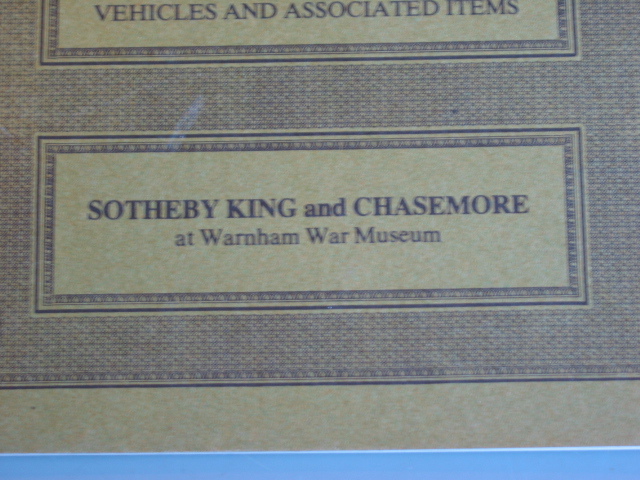 VEHICLES AND ASSOCIATED ITEMS
SOTHEBY KING and CHASEMORE
at Warnham War Museum